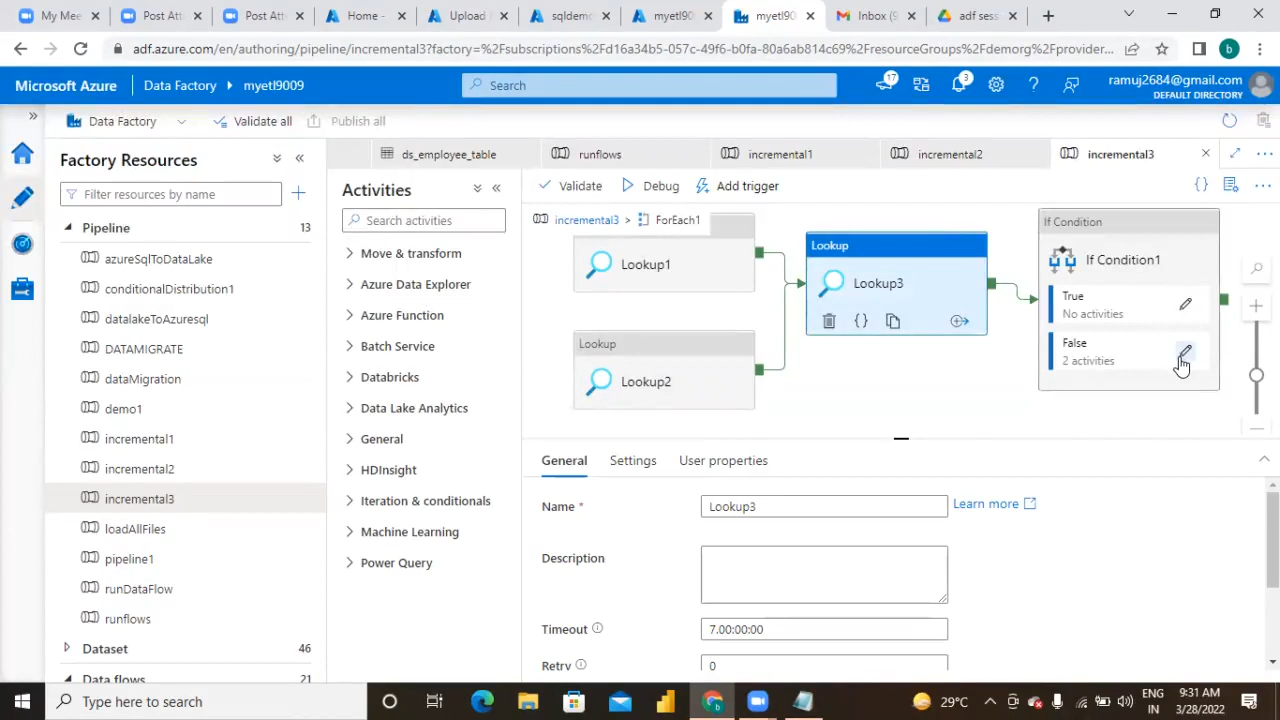 My Mee
Post Att
Post Att
Home -
Upload F
sqldemo
myetl90
myetl90
Inbox (9
adf sess
adf.azure.com/en/authoring/pipeline/incremental3?factory=%2Fsubscriptions%2Fd16a34b5-057c-49f6-b0fa-80a6ab814c69%2FresourceGroups%2Fdemorg%2Fprovider...
b
Microsoft Azure
Data Factory
myetl9009
Search
17
3
ramuj2684@gmail.com
DEFAULT DIRECTORY
Data Factory
Validate all
Publish all
Factory Resources
Filter resources by name
Pipeline 13
azureSqlToDataLake
conditionalDistribution1
datalakeToAzuresql
DATAMIGRATE
dataMigration
demo1
incremental1
incremental2
incremental3
loadAllFiles
pipeline1
runDataFlow
runflows
Dataset 46
Data flows 21
Activities
Search activities
Move & transform
Azure Data Explorer
Azure Function
Batch Service
Databricks
Data Lake Analytics
General
HDInsight
Iteration & conditionals
Machine Learning
Power Query
ds_employee_table
runflows
incremental1
incremental2
incremental3
Validate
Debug
Add trigger
incremental3 > ForEach1
Lookup1
Lookup
Lookup2
Lookup
Lookup3
If Condition
If Condition1
True
No activities
False
2 activities
General
Settings
User properties
Name *
Lookup3
Learn more
Description
Timeout
7.00:00:00
Retry
0
Type here to search
29°C
ENG
IN
9:31 AM
3/28/2022